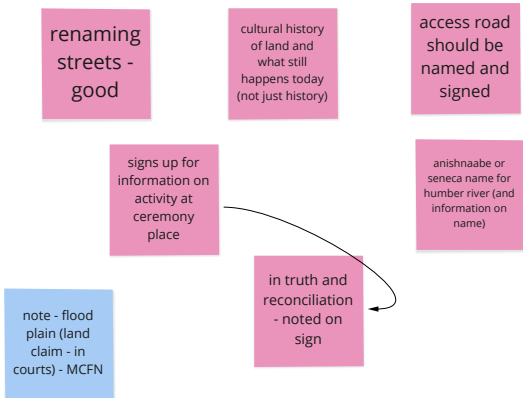 renaming
streets -
good
cultural history
of land and
what still
happens today
(not just history)
access road
should be
named and
signed
signs up for
information on
activity at
ceremony
place
anishnaabe or
seneca name for
humber river (and
information on
name)
in truth and
reconciliation
- noted on
sign
note - flood
plain (land
claim - in
courts) - MCFN